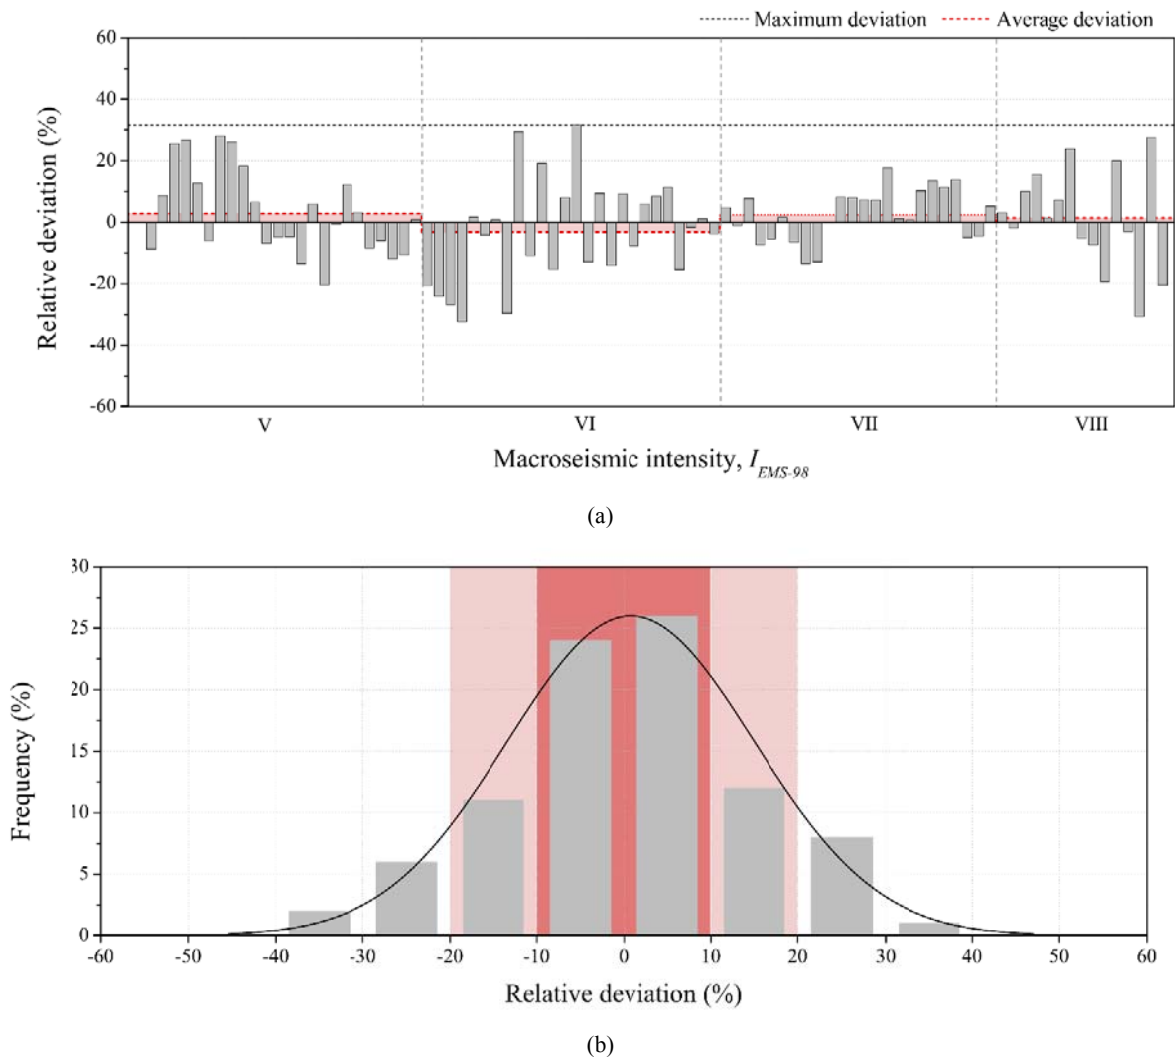 Maximum deviation Average deviation
60
40
20
0
-20
-40
-60
Relative deviation (%)
V VI VII VIII
Macroseismic intensity, I_EMS-98
(a)
30
25
20
15
10
5
0
Frequency (%)
-60 -50 -40 -30 -20 -10 0 10 20 30 40 50 60
Relative deviation (%)
(b)